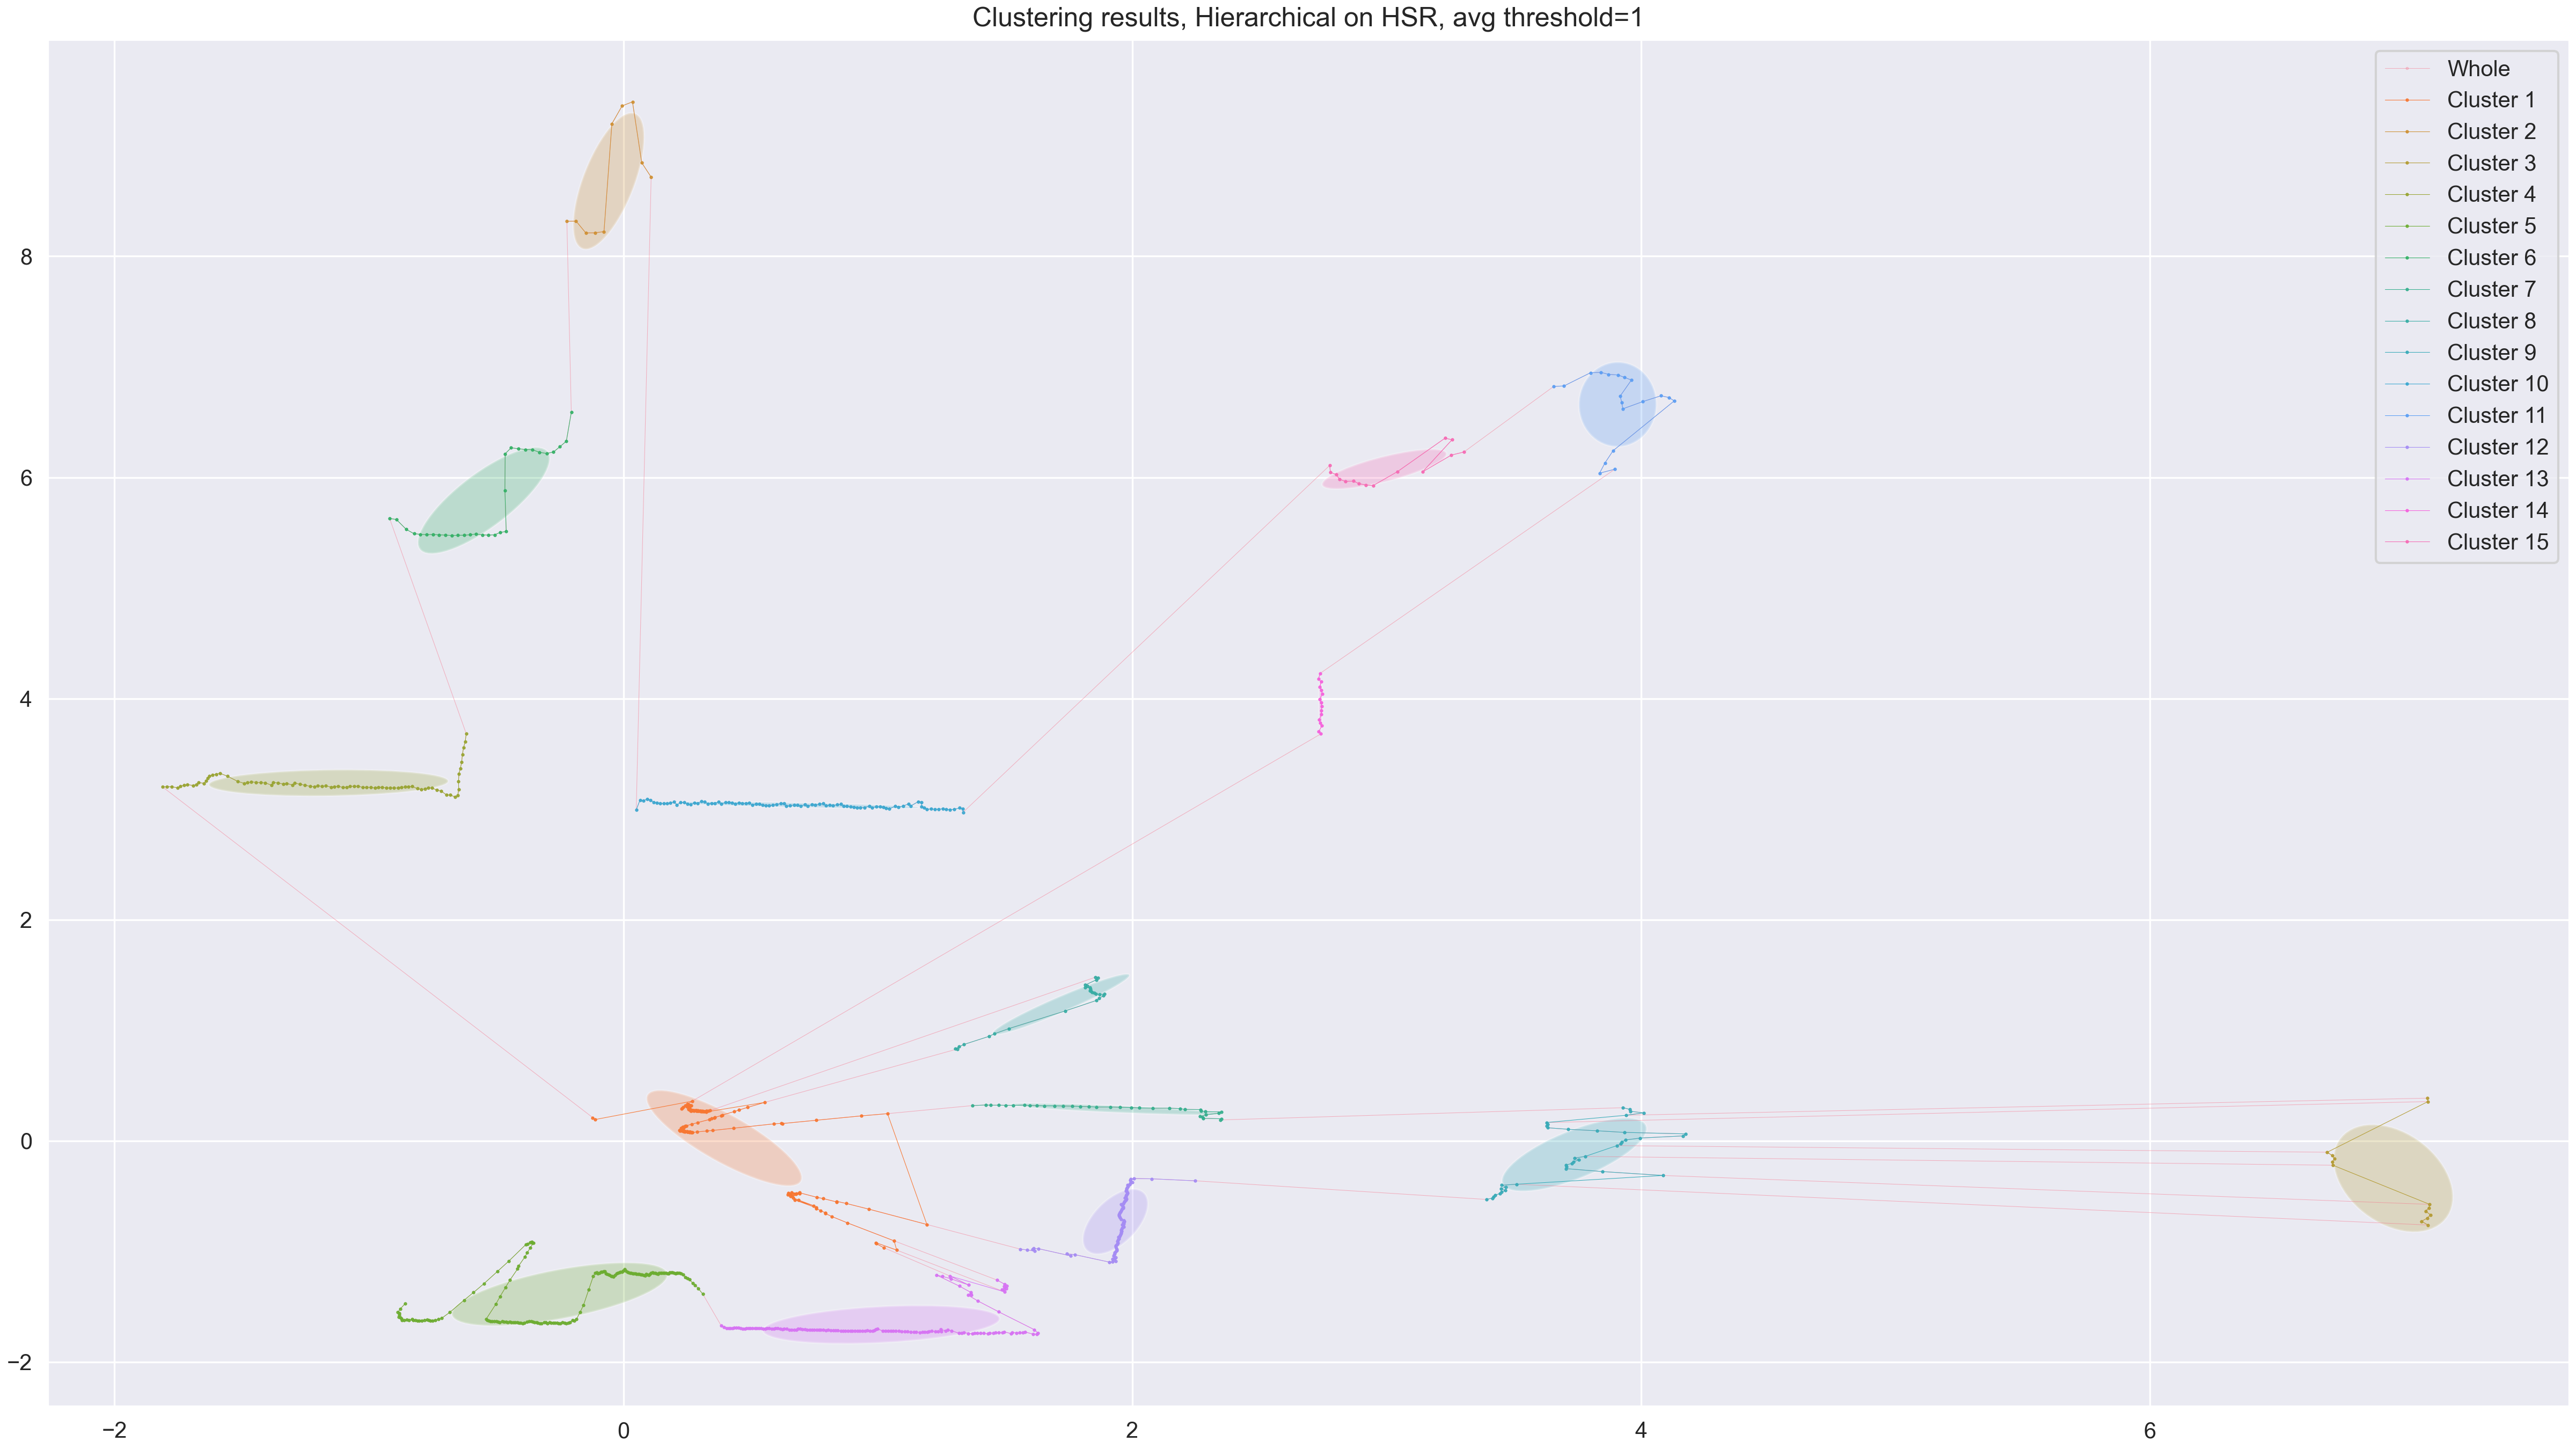 Clustering results, Hierarchical on HSR, avg threshold=1
Whole
Cluster 1
Cluster 2
Cluster 3
Cluster 4
Cluster 5
Cluster 6
Cluster 7
Cluster 8
Cluster 9
Cluster 10
Cluster 11
Cluster 12
Cluster 13
Cluster 14
Cluster 15
8
6
4
2
0
−2
−2 0 2 4 6